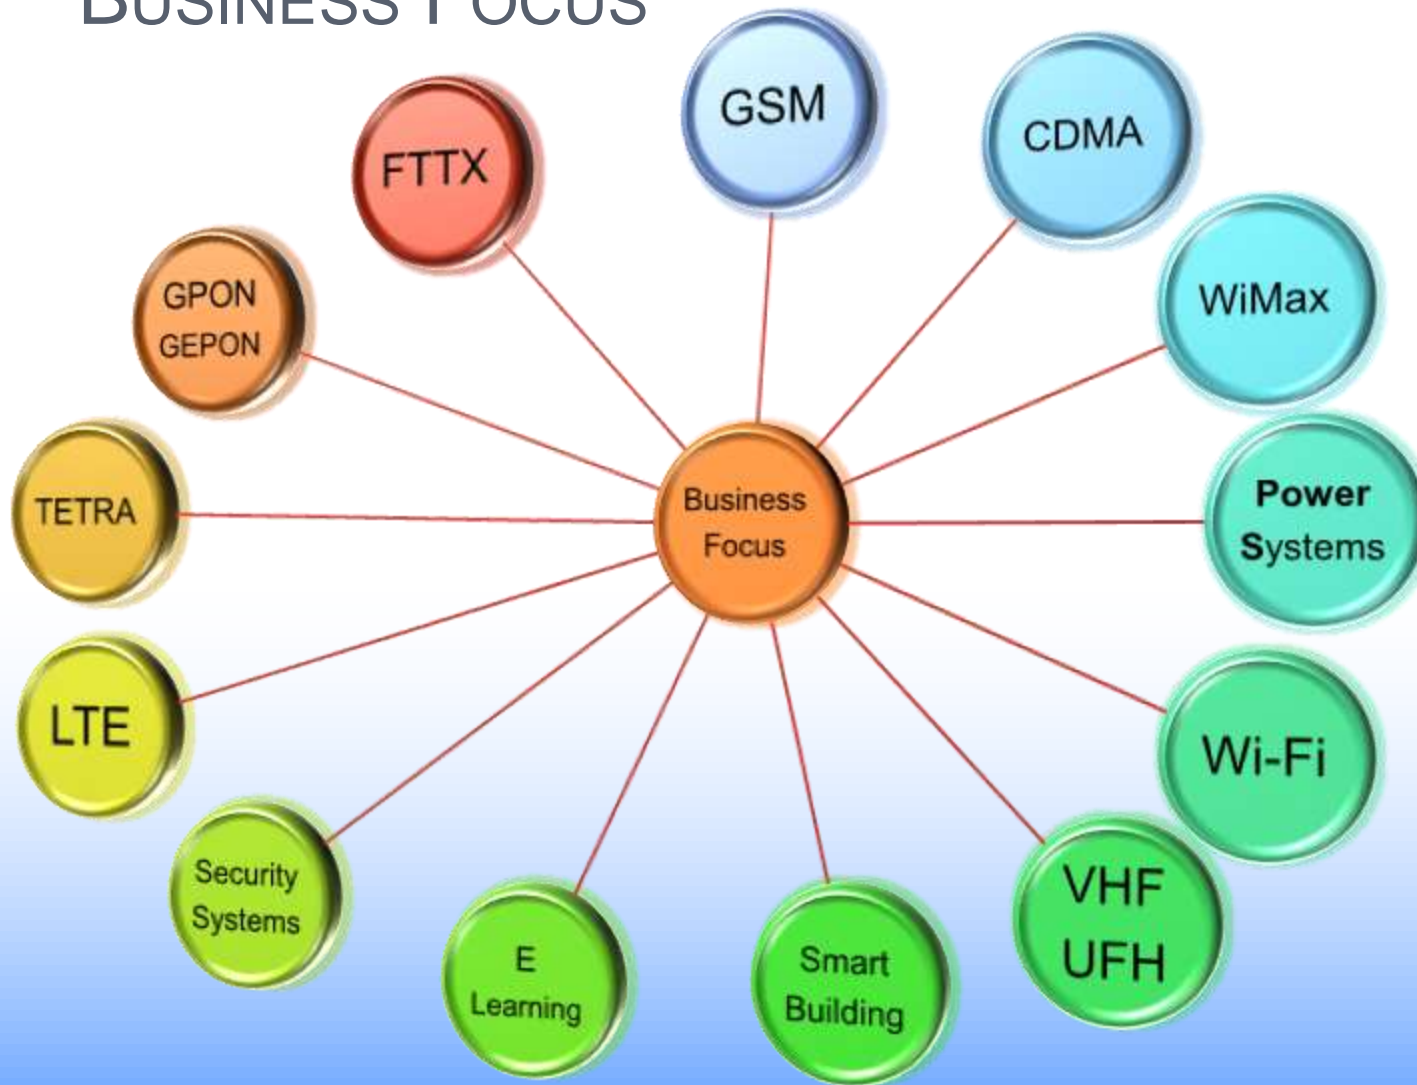 BUSINESS FOCUS
GSM
CDMA
FTTX
WiMax
GPON
GEPON
Power
Systems
TETRA
Business
Focus
LTE
Wi-Fi
Security
Systems
VHF
UFH
E
Learning
Smart
Building